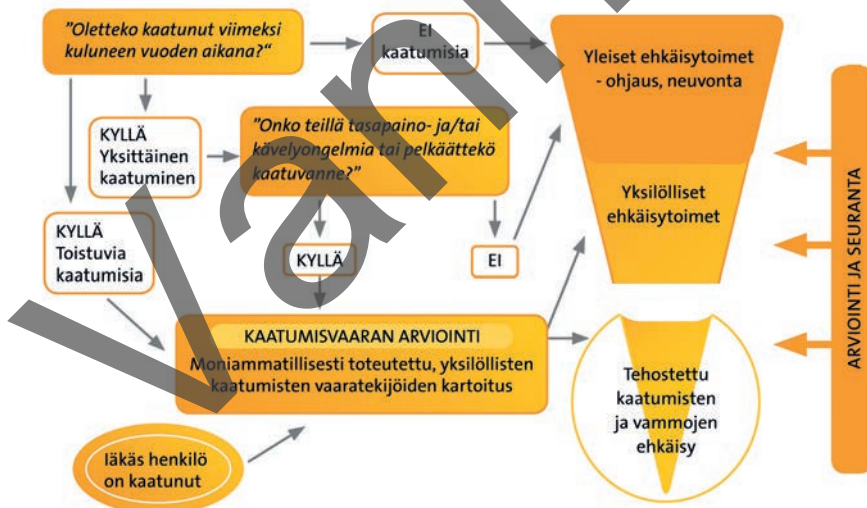 "Oletteko kaatunut viimeksi
kuluneen vuoden aikana?"
EI
kaatumisia
Yleiset ehkäisytoimet
- ohjaus, neuvonta
KYLLÄ
Yksittäinen
kaatuminen
"Onko teillä tasapaino- ja/tai
kävelyongelmia tai pelkäättekö
kaatuvanne?"
Yksilölliset
ehkäisytoimet
KYLLÄ
Toistuvia
kaatumisia
KYLLÄ
EI
KAATUMISVAARAN ARVIOINTI
Moniammatillisesti toteutettu, yksilöllisten
kaatumisten vaaratekijöiden kartoitus
Tehostettu
kaatumisten
ja vammojen
ehkäisy
Iäkäs henkilö
on kaatunut
ARVIOINTI JA SEURANTA